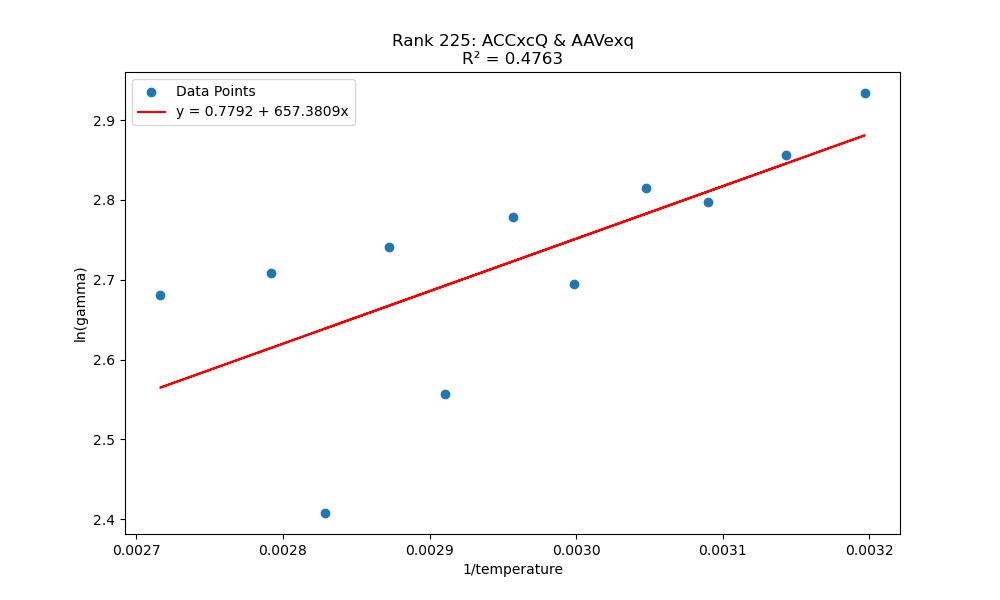 Rank 225: ACCxcQ & AAVexq
R² = 0.4763
Data Points
y = 0.7792 + 657.3809x
ln(gamma)
2.9
2.8
2.7
2.6
2.5
2.4
0.0027 0.0028 0.0029 0.0030 0.0031 0.0032
1/temperature